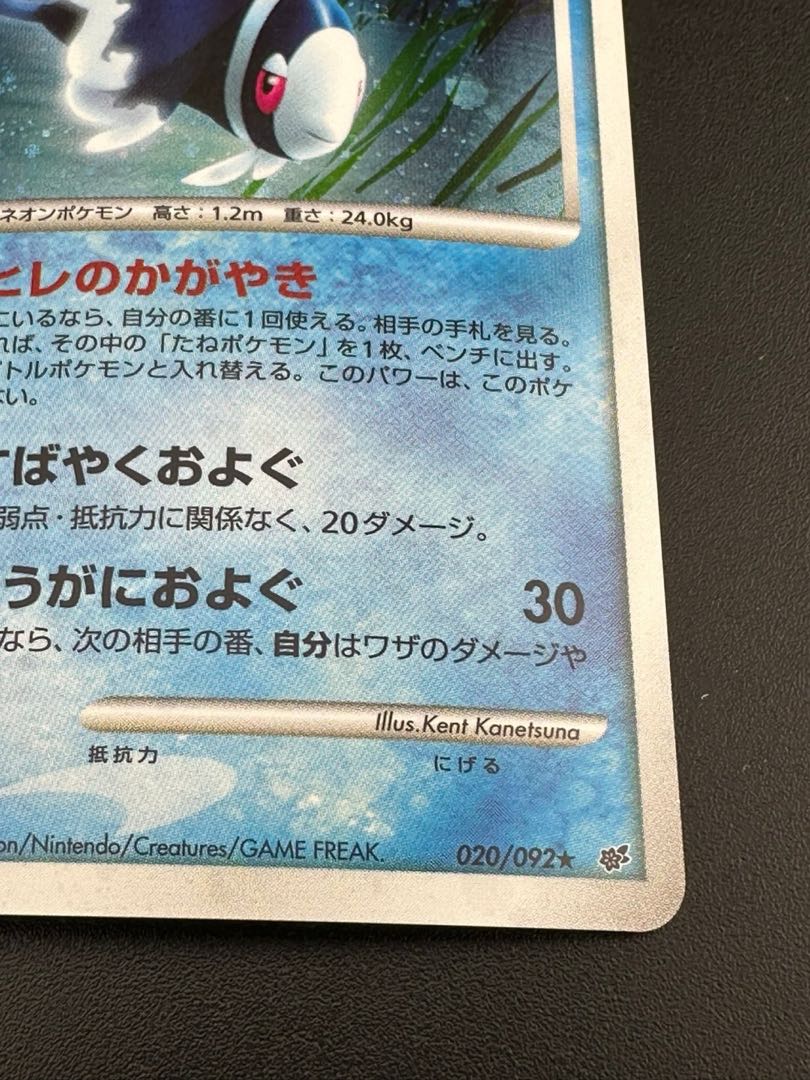 ネオンポケモン 高さ：1.2m 重さ：24.0kg
ヒレのかがやき
にいるなら、自分の番に1回使える。相手の手札を見る。
れば、その中の「たねポケモン」を1枚、ベンチに出す。
バトルポケモンと入れ替える。このパワーは、このポケ
ない。
すばやくおよぐ
弱点・抵抗力に関係なく、20ダメージ。
うがにおよぐ 30
なら、次の相手の番、自分はワザのダメージや
Illus.Kent Kanetsuna
抵抗力 にげる
on/Nintendo/Creatures/GAME FREAK. 020/092★